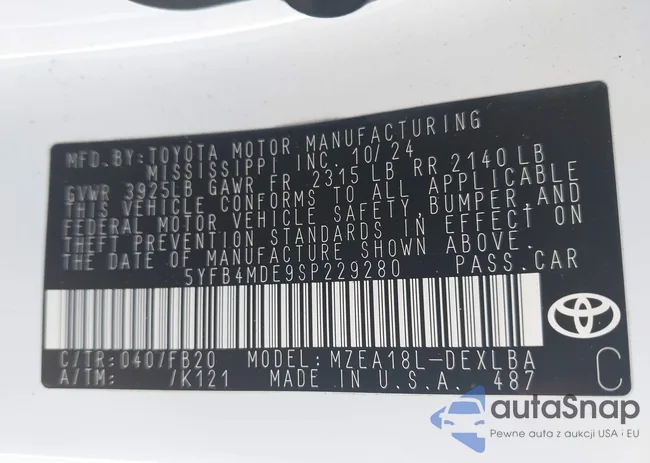 MFD. BY: TOYOTA MOTOR MANUFACTURING
MISSISSIPPI INC. 10/24
GVWR 3925LB GAWR FR 2315 LB RR 2140 LB
THIS VEHICLE CONFORMS TO ALL APPLICABLE
FEDERAL MOTOR VEHICLE SAFETY, BUMPER, AND
THEFT PREVENTION STANDARDS IN EFFECT ON
THE DATE OF MANUFACTURE SHOWN ABOVE.
5YFB4MDE9SP229280 PASS. CAR
C/TR: 040/FB20 MODEL: MZEA18L-DEXLBA
A/TM: /K121 MADE IN U.S.A. 487
C
autaSnap
Pewne auta z aukcji USA i EU